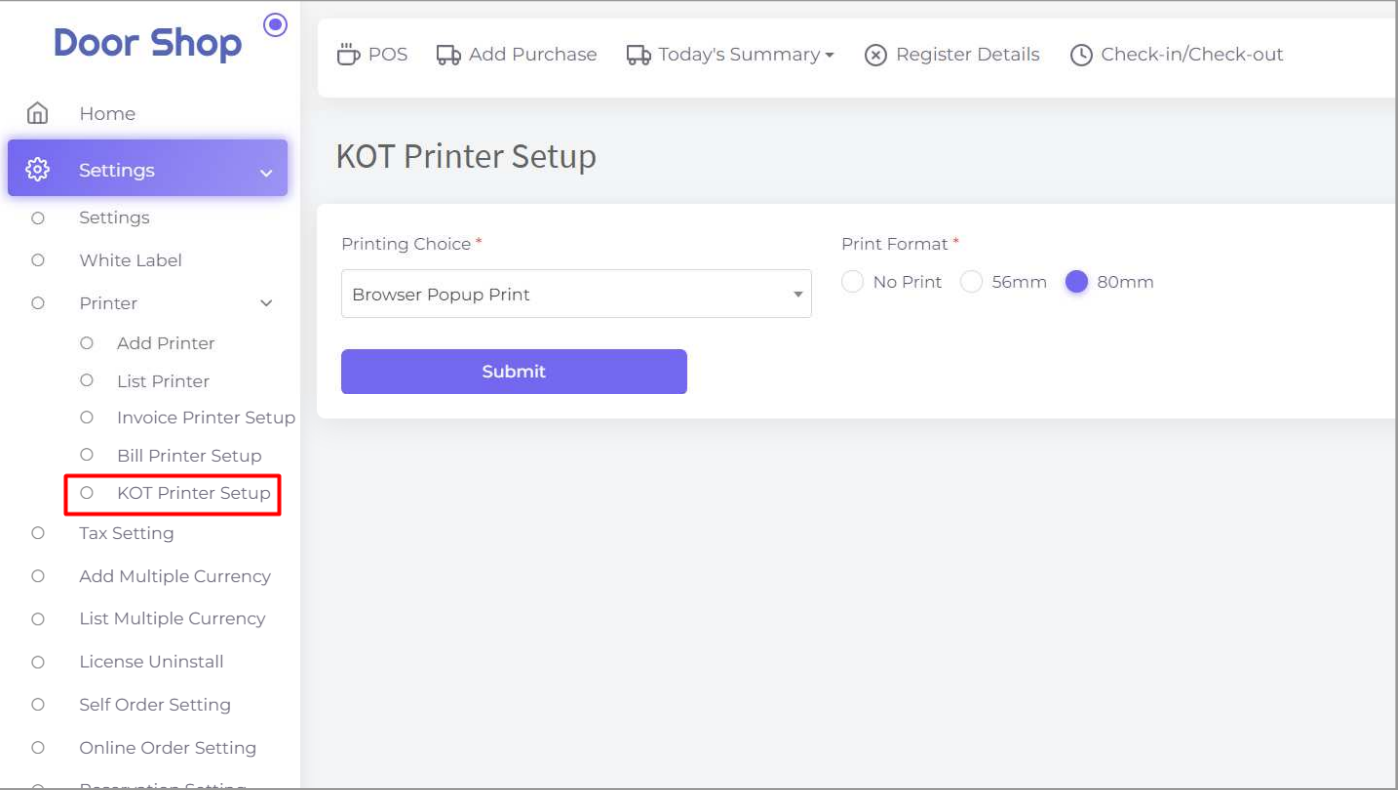 Door Shop
Home
Settings
Settings
White Label
Printer
Add Printer
List Printer
Invoice Printer Setup
Bill Printer Setup
KOT Printer Setup
Tax Setting
Add Multiple Currency
List Multiple Currency
License Uninstall
Self Order Setting
Online Order Setting
Reservation Setting
POS Add Purchase Today's Summary Register Details Check-in/Check-out
KOT Printer Setup
Printing Choice * Print Format *
Browser Popup Print No Print 56mm 80mm
Submit